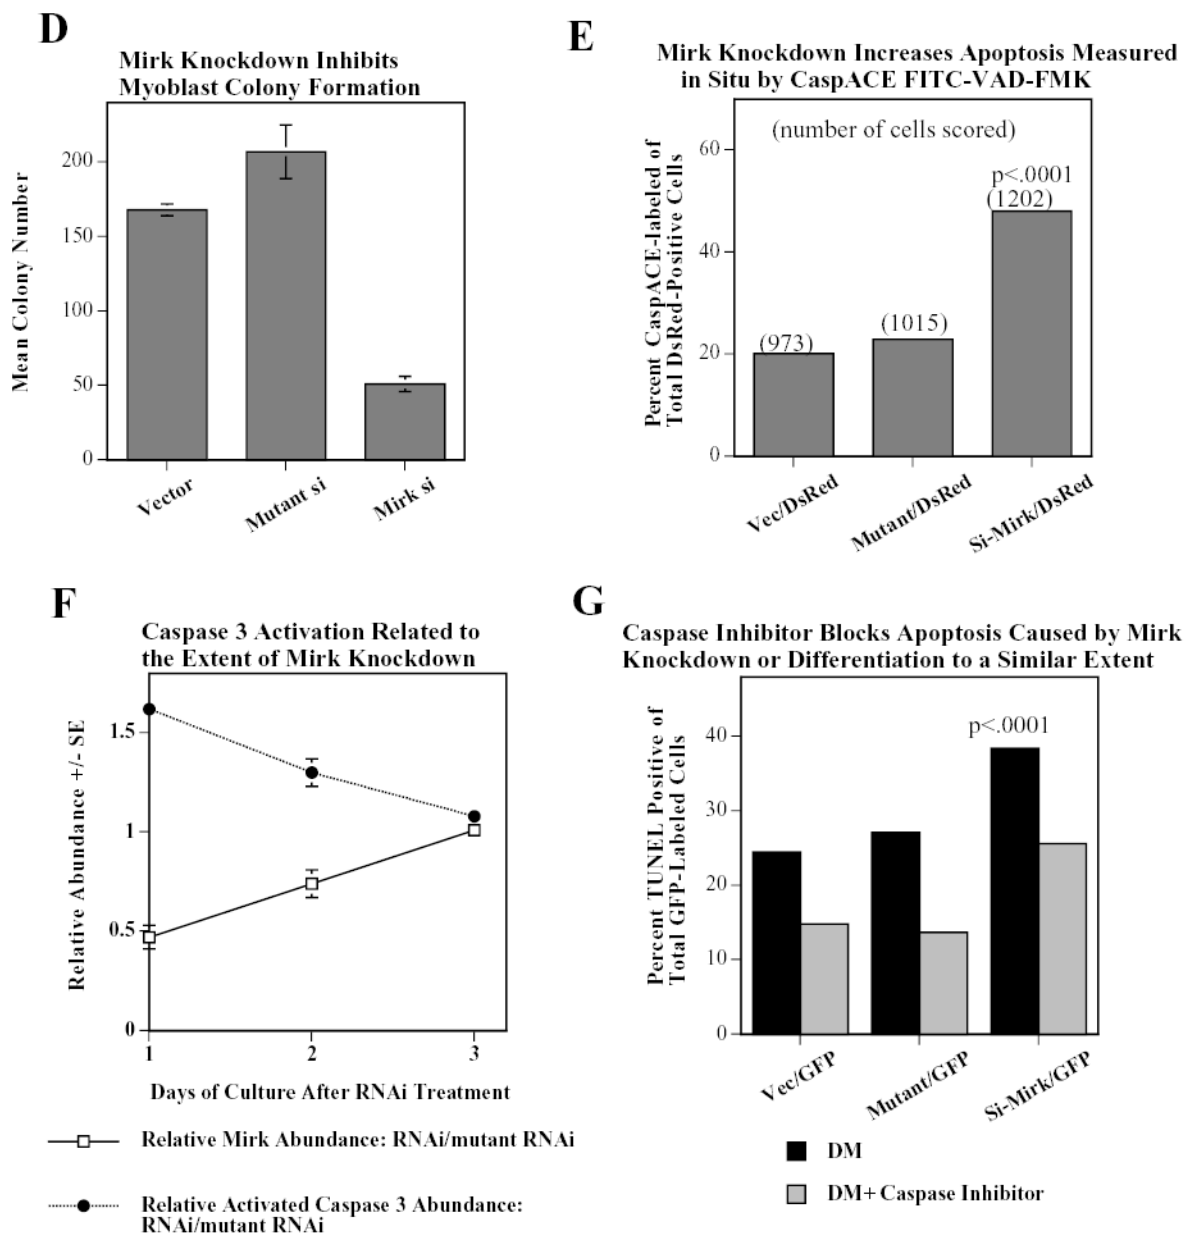 D
Mirk Knockdown Inhibits
Myoblast Colony Formation
Mean Colony Number
200
150
100
50
0
Vector
Mutant si
Mirk si
E
Mirk Knockdown Increases Apoptosis Measured
in Situ by CaspACE FITC-VAD-FMK
(number of cells scored)
Percent CaspACE-labeled of
Total DsRed-Positive Cells
60
40
20
0
p<.0001
(1202)
(1015)
(973)
Vec/DsRed
Mutant/DsRed
Si-Mirk/DsRed
F
Caspase 3 Activation Related to
the Extent of Mirk Knockdown
Relative Abundance +/- SE
1.5
1
0.5
0
1
2
3
Days of Culture After RNAi Treatment
Relative Mirk Abundance: RNAi/mutant RNAi
Relative Activated Caspase 3 Abundance:
RNAi/mutant RNAi
G
Caspase Inhibitor Blocks Apoptosis Caused by Mirk
Knockdown or Differentiation to a Similar Extent
Percent TUNEL Positive of
Total GFP-Labeled Cells
40
30
20
10
0
p<.0001
Vec/GFP
Mutant/GFP
Si-Mirk/GFP
DM
DM+ Caspase Inhibitor